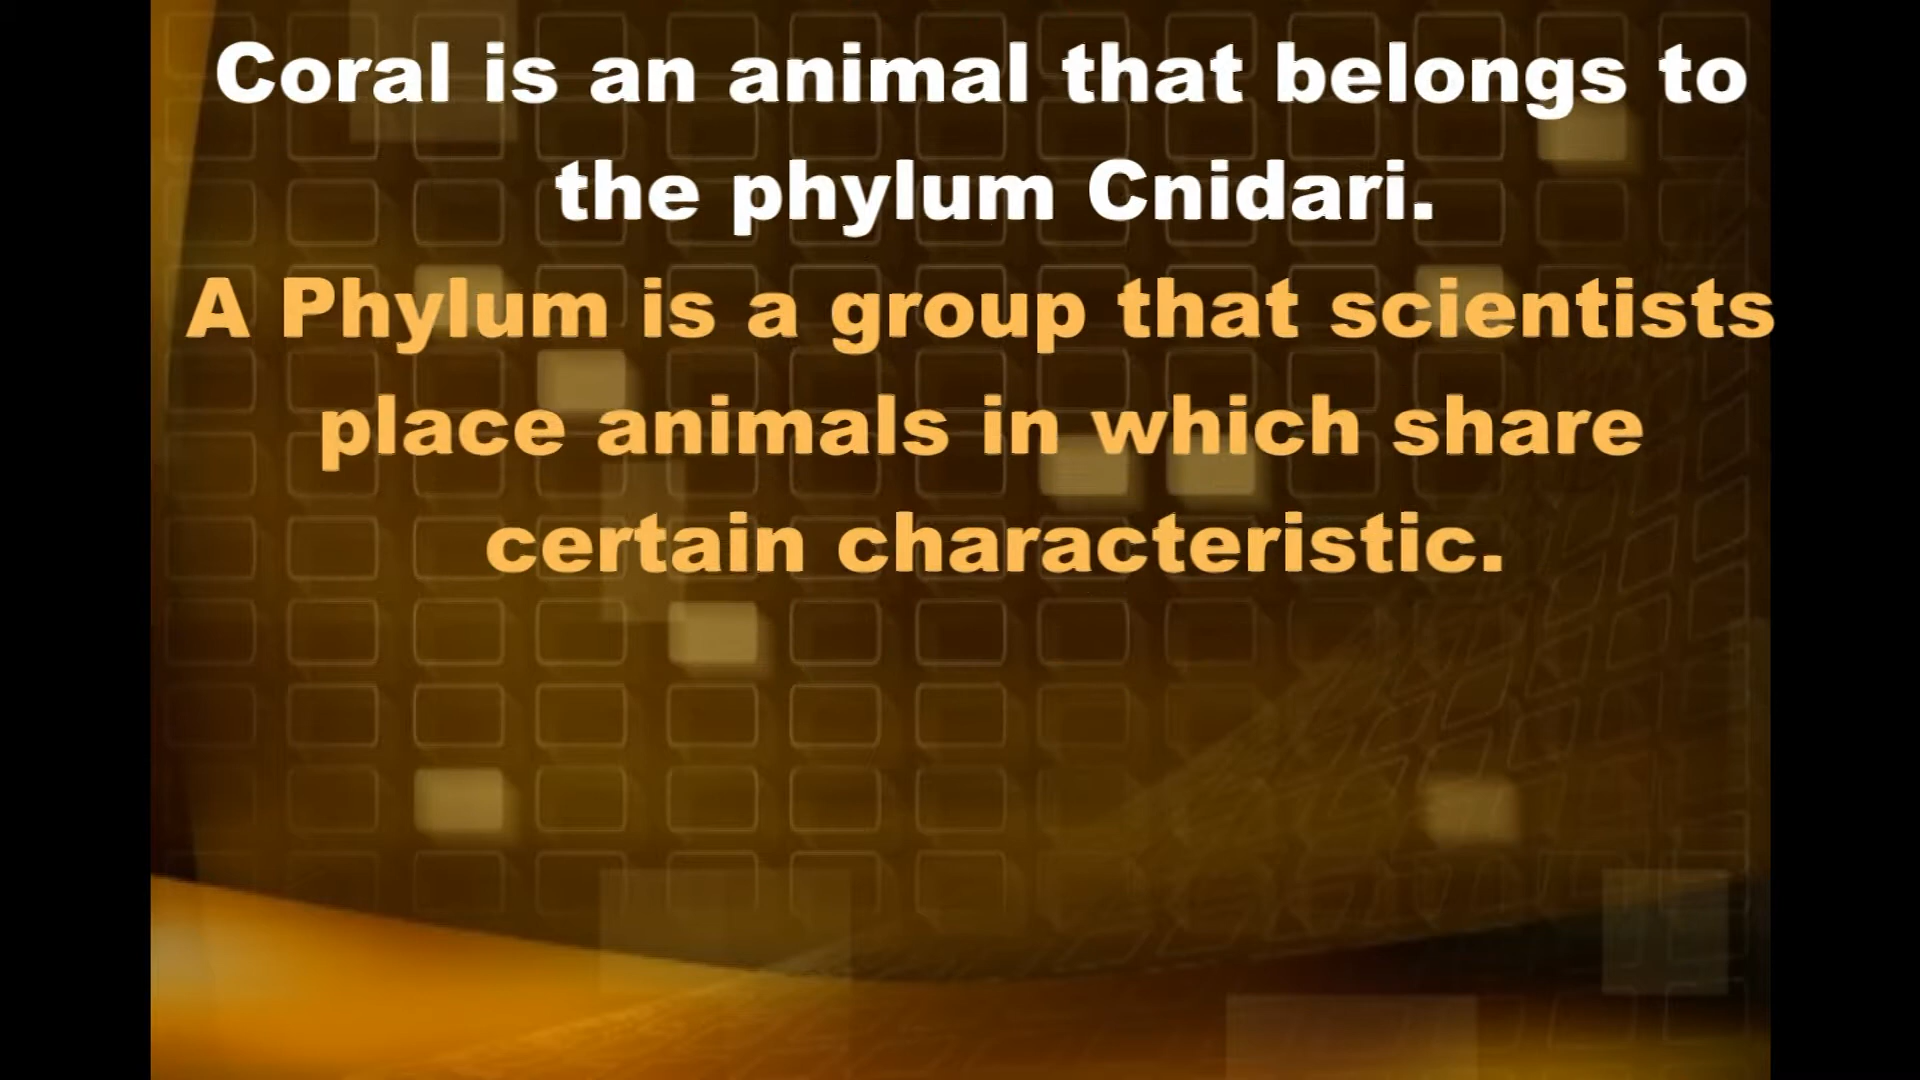 Coral is an animal that belongs to
the phylum Cnidari.
A Phylum is a group that scientists
place animals in which share
certain characteristic.